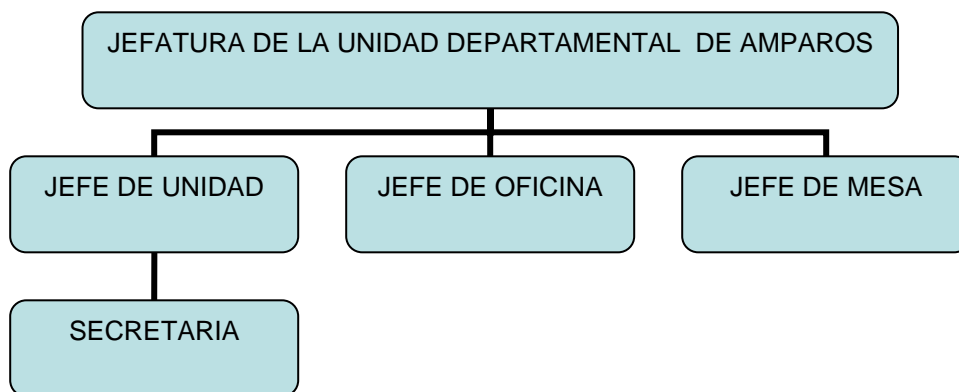 JEFATURA DE LA UNIDAD DEPARTAMENTAL DE AMPAROS
JEFE DE UNIDAD
JEFE DE OFICINA
JEFE DE MESA
SECRETARIA